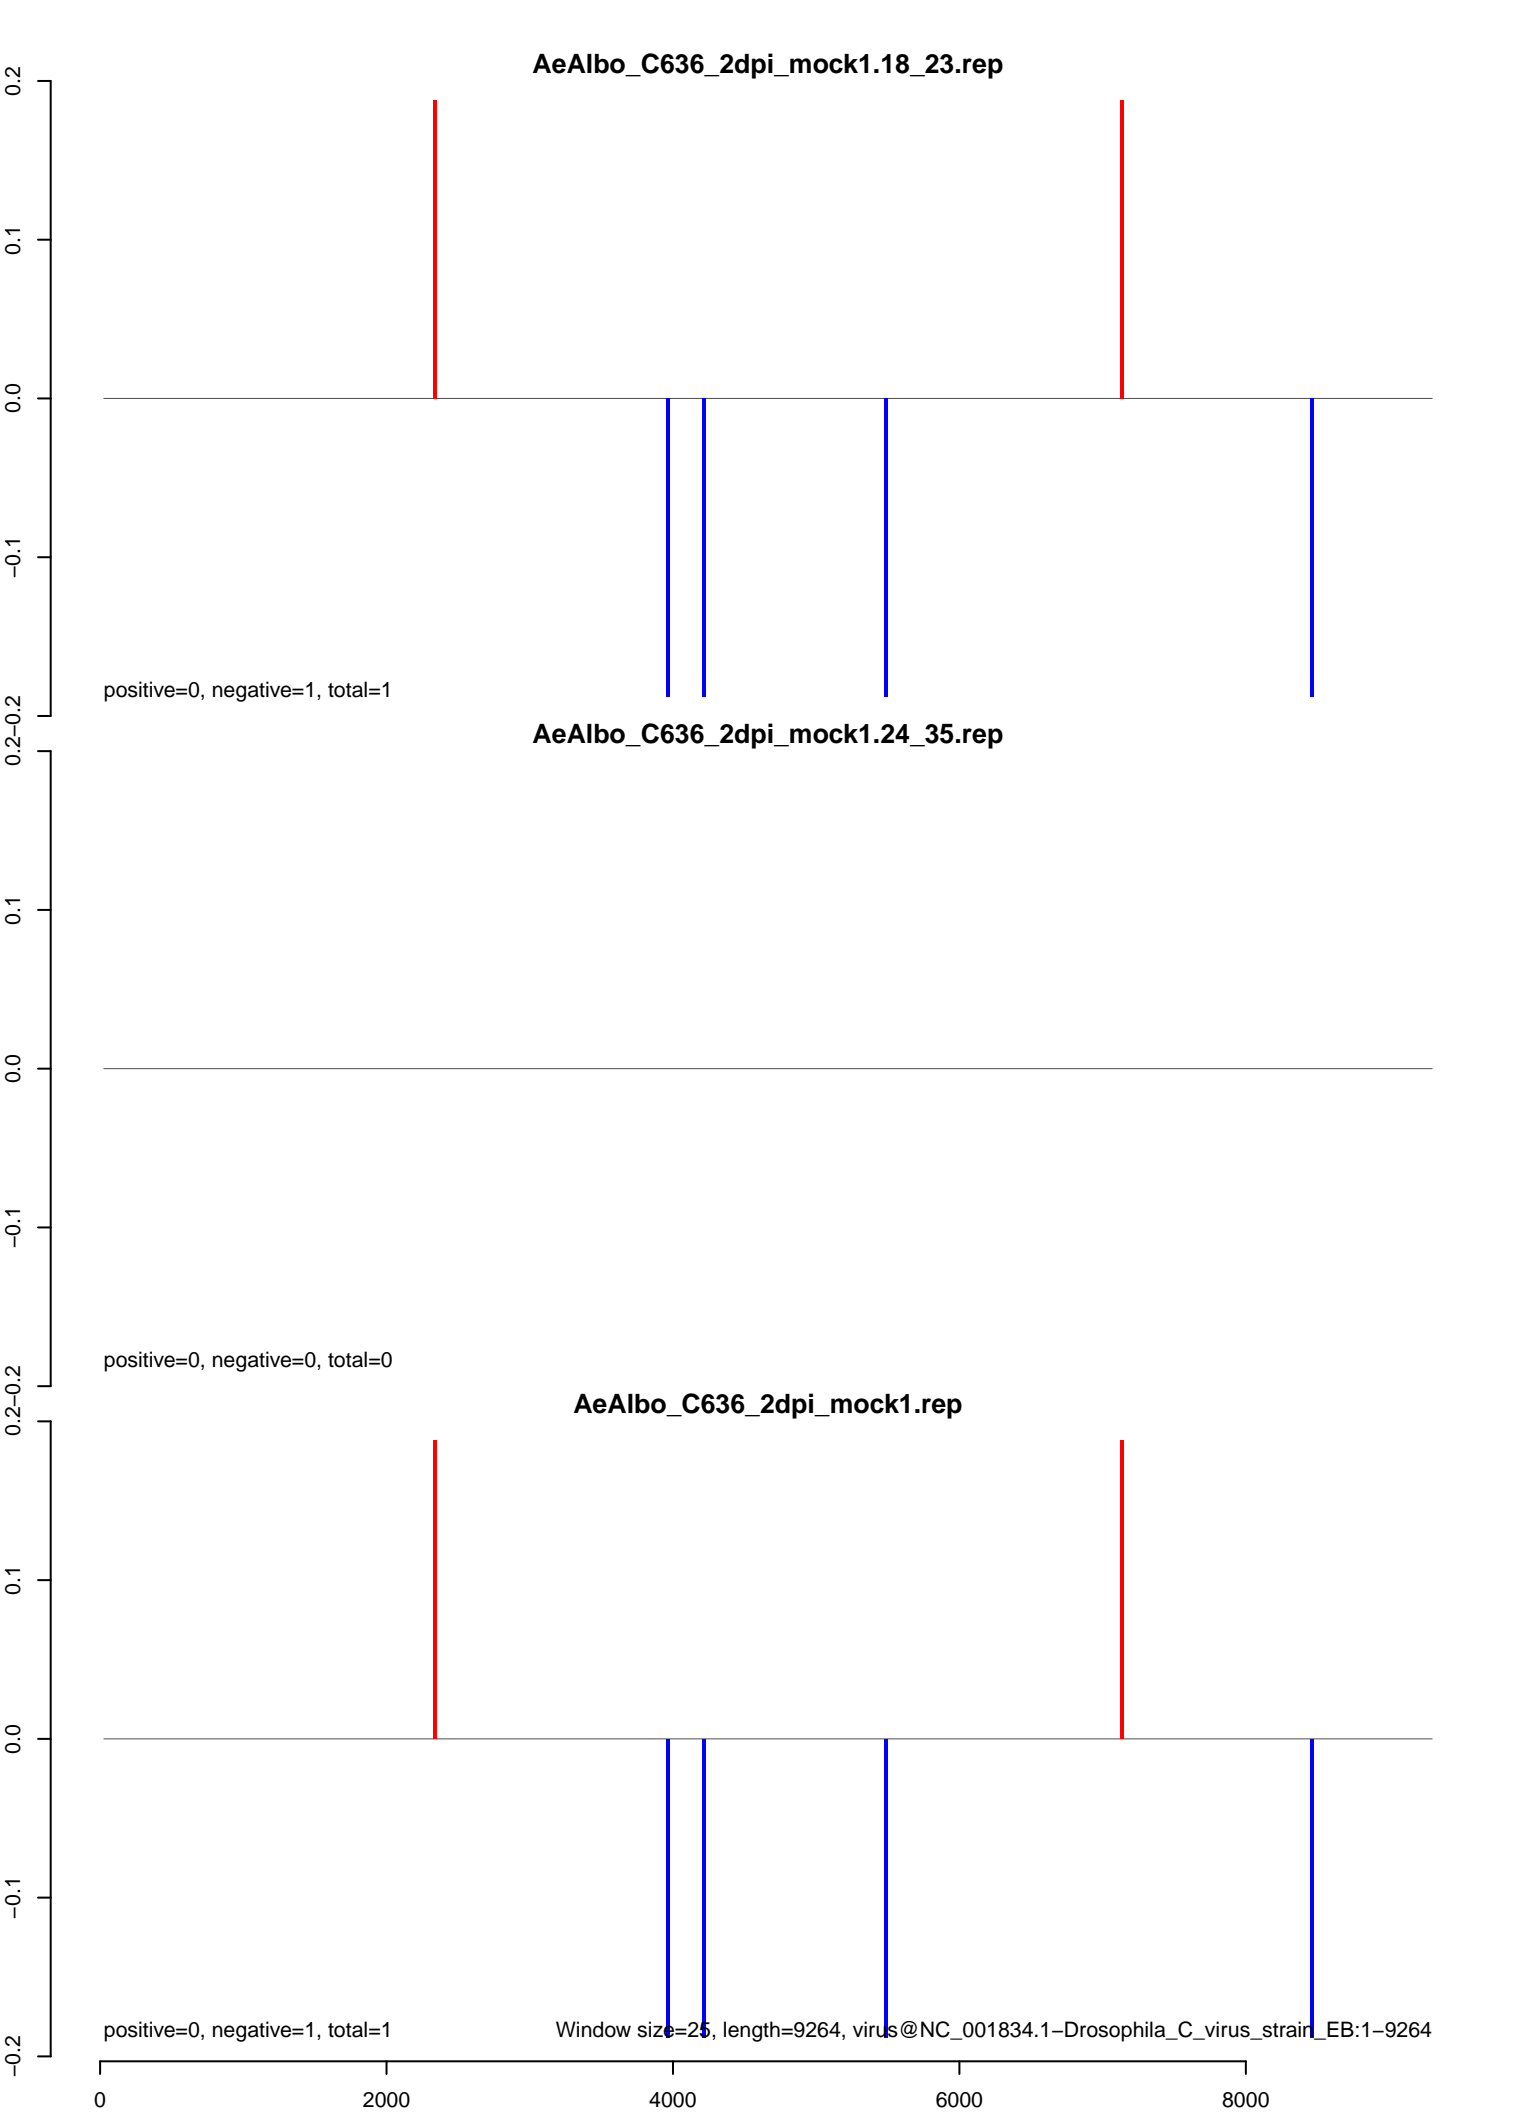 AeAlbo_C636_2dpi_mock1.18_23.rep
0.2
0.1
0.0
−0.1
−0.2
positive=0, negative=1, total=1
AeAlbo_C636_2dpi_mock1.24_35.rep
0.2
0.1
0.0
−0.1
−0.2
positive=0, negative=0, total=0
AeAlbo_C636_2dpi_mock1.rep
0.2
0.1
0.0
−0.1
−0.2
positive=0, negative=1, total=1
Window size=25, length=9264, virus@NC_001834.1−Drosophila_C_virus_strain_EB:1−9264
0 2000 4000 6000 8000